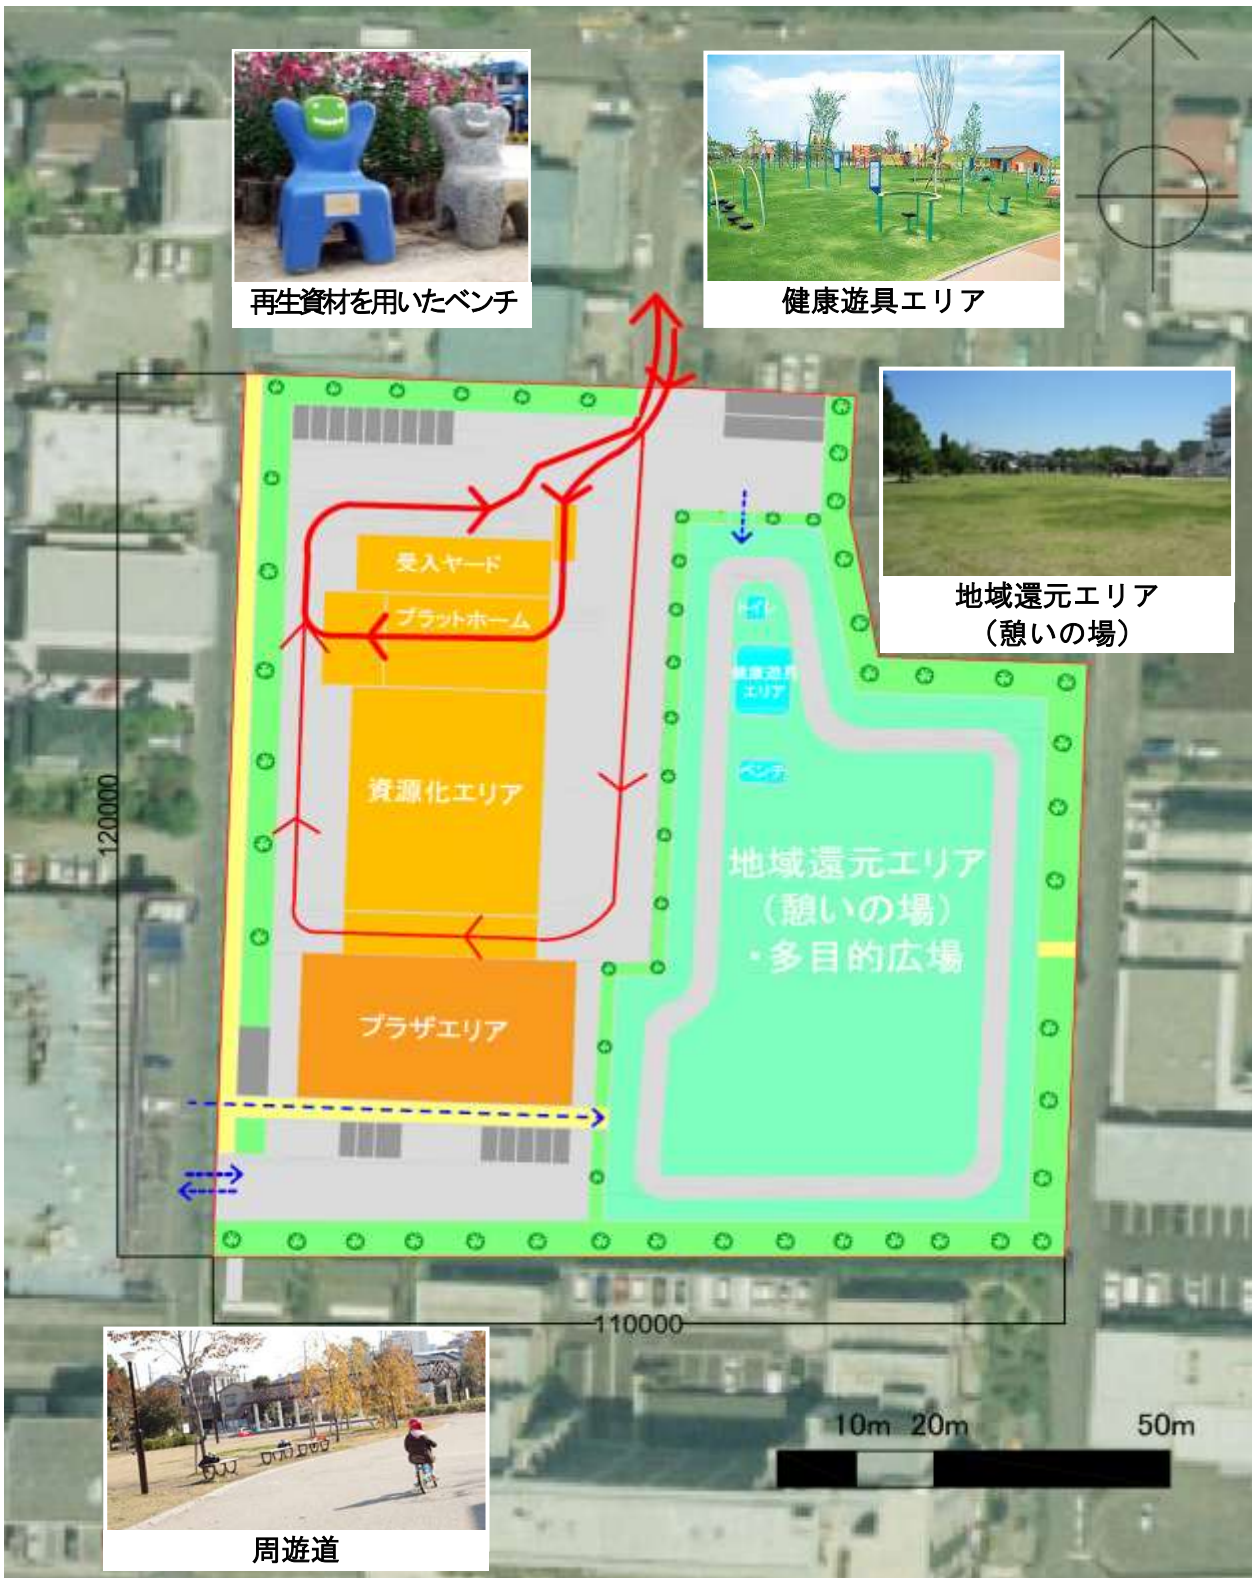 再生資材を用いたベンチ
健康遊具エリア
地域還元エリア
（憩いの場）
受入ヤード
プラットホーム
トイレ
健康遊具
エリア
資源化エリア
ベンチ
120000
地域還元エリア
（憩いの場）
・多目的広場
プラザエリア
110000
10m 20m 50m
周遊道